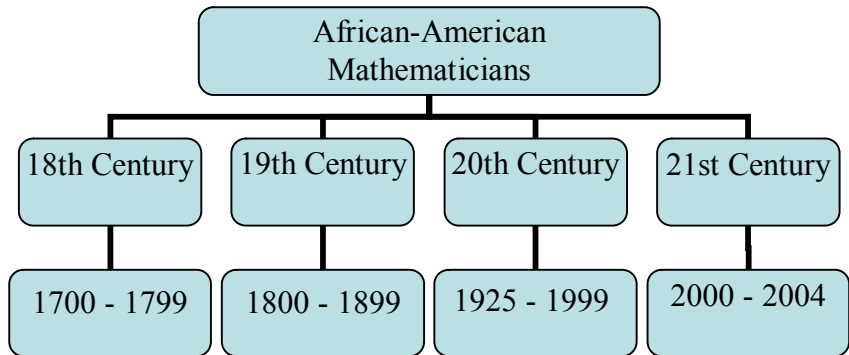 African-American
Mathematicians
18th Century
19th Century
20th Century
21st Century
1700 - 1799
1800 - 1899
1925 - 1999
2000 - 2004